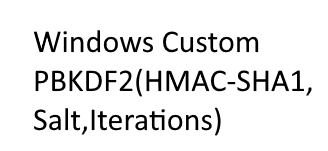 Windows Custom
PBKDF2(HMAC-SHA1,
Salt,Iterations)